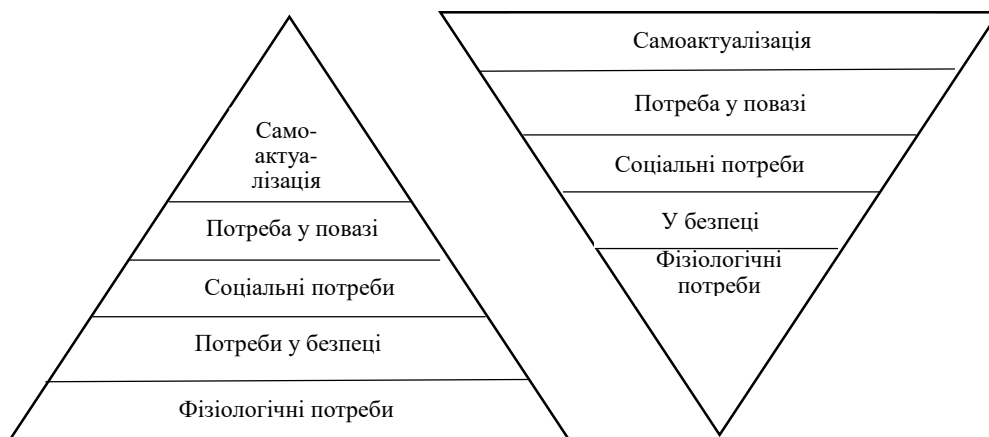 Само-
актуа-
лізація
Потреба у повазі
Соціальні потреби
Потреби у безпеці
Фізіологічні потреби
Самоактуалізація
Потреба у повазі
Соціальні потреби
У безпеці
Фізіологічні
потреби